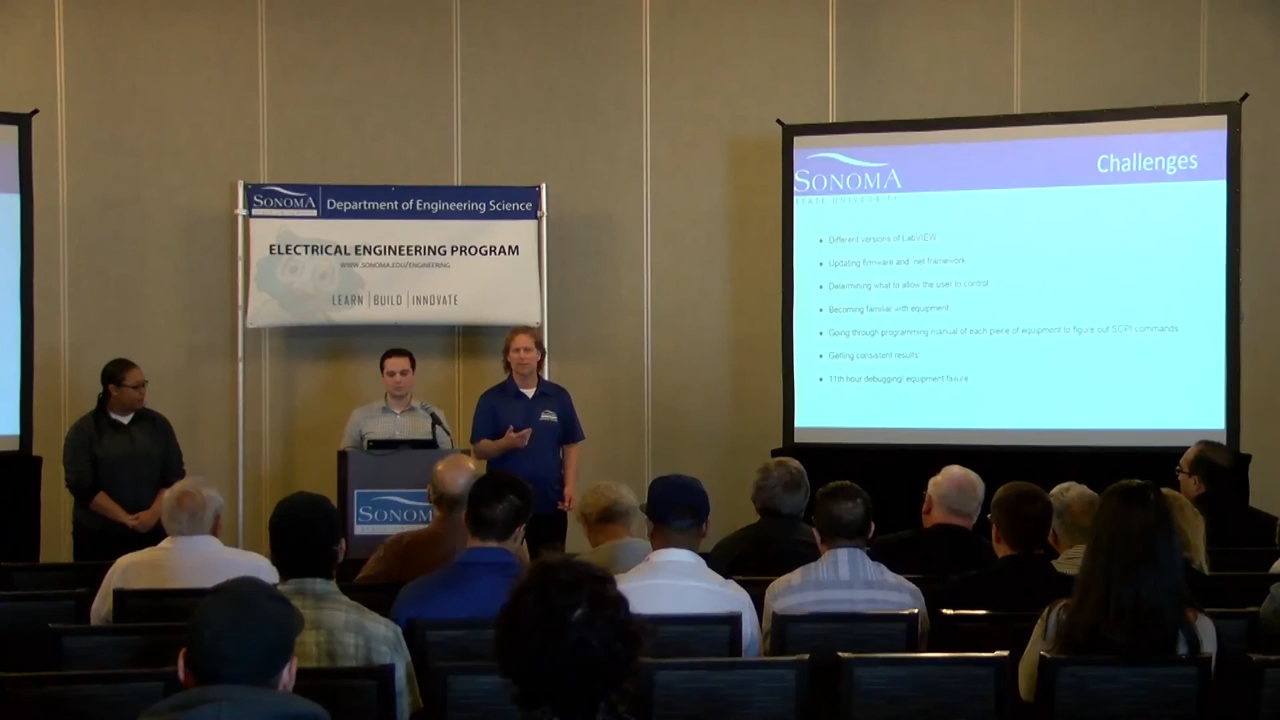 SONOMA
Department of Engineering Science
ELECTRICAL ENGINEERING PROGRAM
WWW.SONOMA.EDU/ENGINEERING
LEARN | BUILD | INNOVATE
SONOM
Challenges
SONOMA
STATE UNIVERSITY
Different versions of LabVIEW
Updating firmware and .net framework
Determining what to allow the user to control
Becoming familiar with equipment
Going through programming manual of each piece of equipment to figure out SCPI commands
Getting consistent results
11th hour debugging/ equipment failure